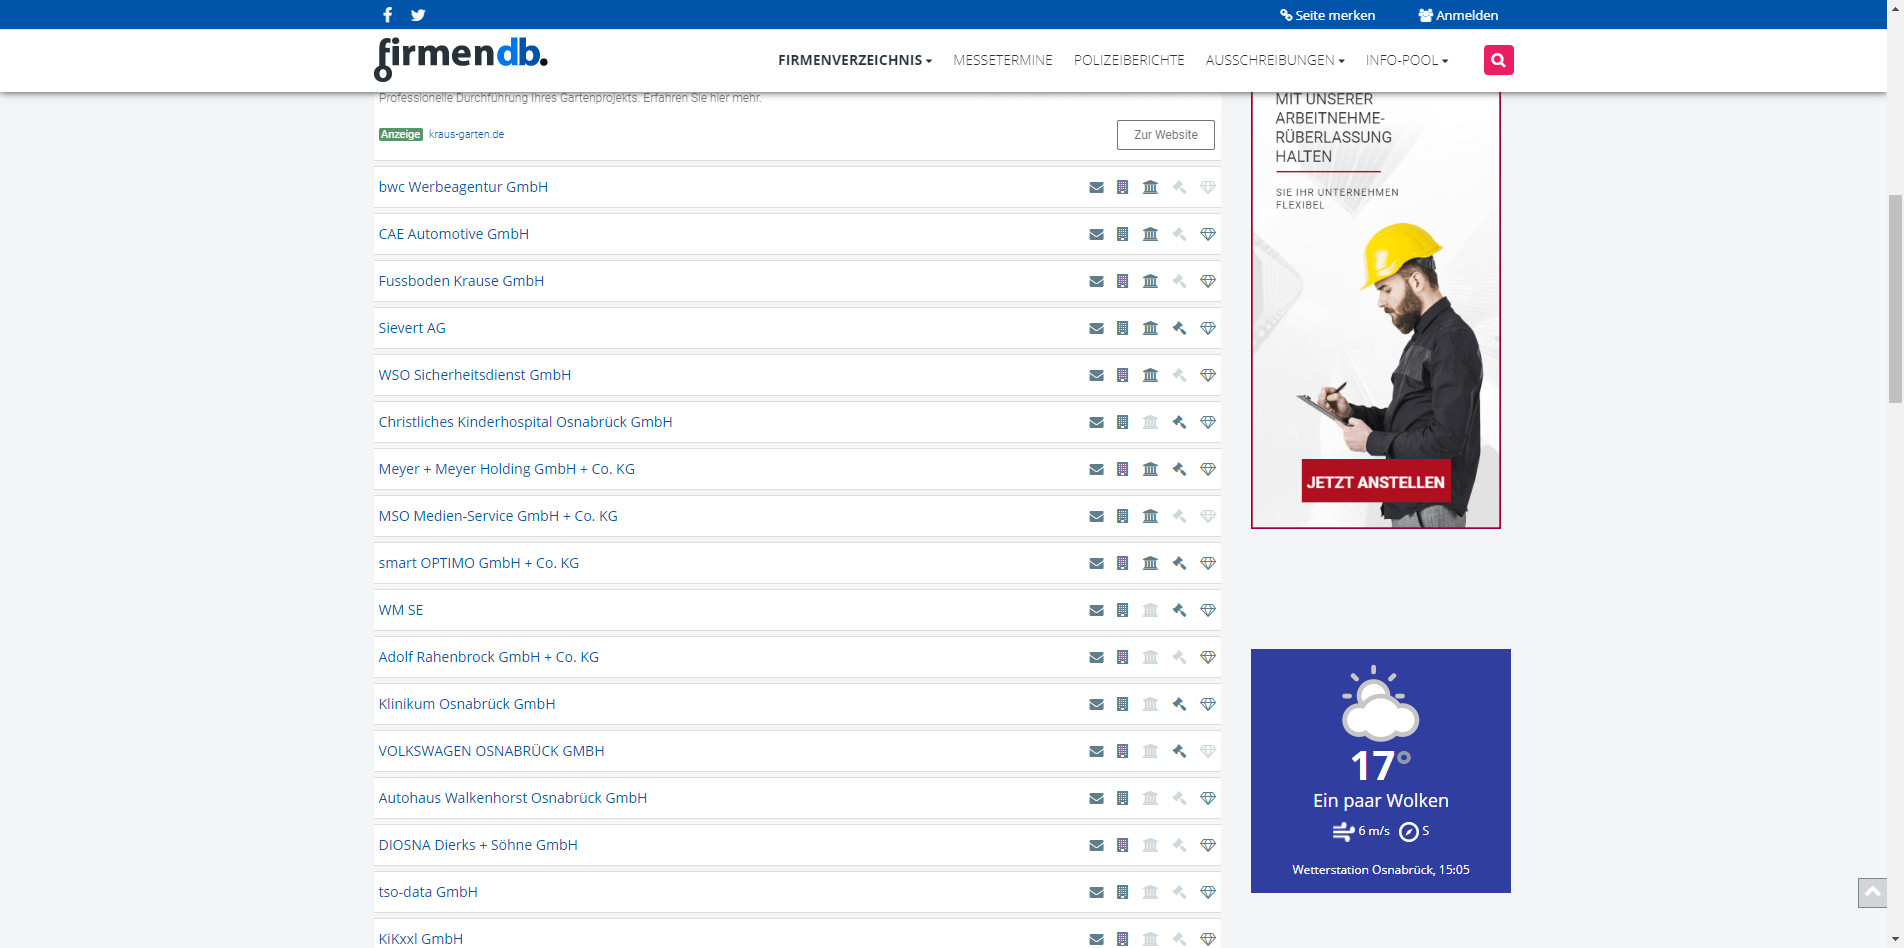 Seite merken
Anmelden
firmendb.
FIRMENVERZEICHNIS
MESSETERMINE
POLIZEIBERICHTE
AUSSCHREIBUNGEN
INFO-POOL
Professionelle Durchführung Ihres Gartenprojekts. Erfahren Sie hier mehr.
Anzeige kraus-garten.de
Zur Website
bwc Werbeagentur GmbH
CAE Automotive GmbH
Fussboden Krause GmbH
Sievert AG
WSO Sicherheitsdienst GmbH
Christliches Kinderhospital Osnabrück GmbH
Meyer + Meyer Holding GmbH + Co. KG
MSO Medien-Service GmbH + Co. KG
smart OPTIMO GmbH + Co. KG
WM SE
Adolf Rahenbrock GmbH + Co. KG
Klinikum Osnabrück GmbH
VOLKSWAGEN OSNABRÜCK GMBH
Autohaus Walkenhorst Osnabrück GmbH
DIOSNA Dierks + Söhne GmbH
tso-data GmbH
KiKxxl GmbH
MIT UNSERER
ARBEITNEHME-
RÜBERLASSUNG
HALTEN
SIE IHR UNTERNEHMEN
FLEXIBEL
JETZT ANSTELLEN
17°
Ein paar Wolken
6 m/s S
Wetterstation Osnabrück, 15:05